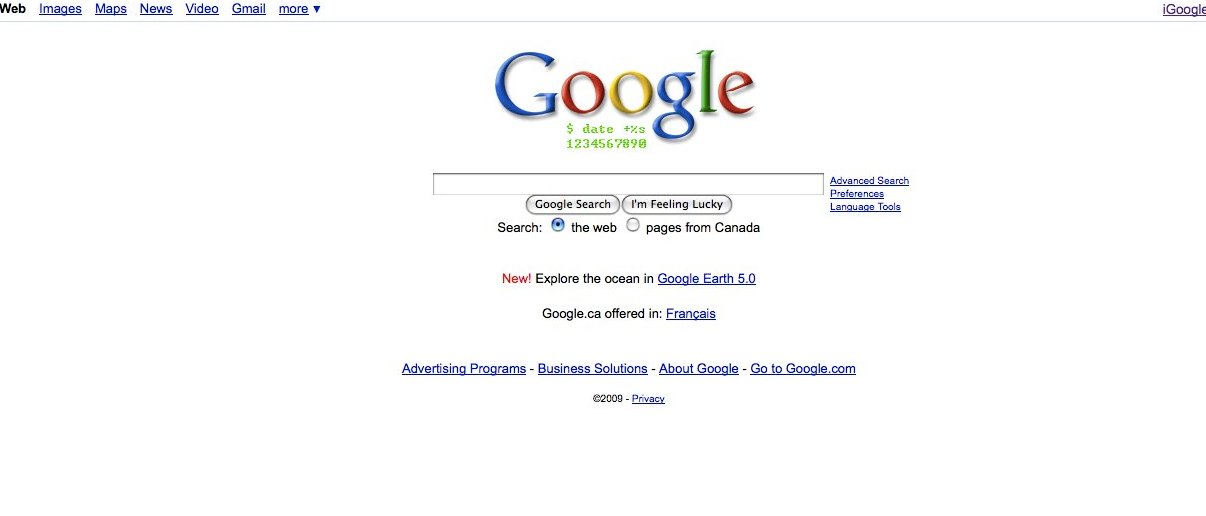 Web Images Maps News Video Gmail more ▼ iGoogle
Google
$ date +%s
1234567890
Advanced Search
Preferences
Language Tools
Google Search I'm Feeling Lucky
Search: the web pages from Canada
New! Explore the ocean in Google Earth 5.0
Google.ca offered in: Français
Advertising Programs - Business Solutions - About Google - Go to Google.com
©2009 - Privacy